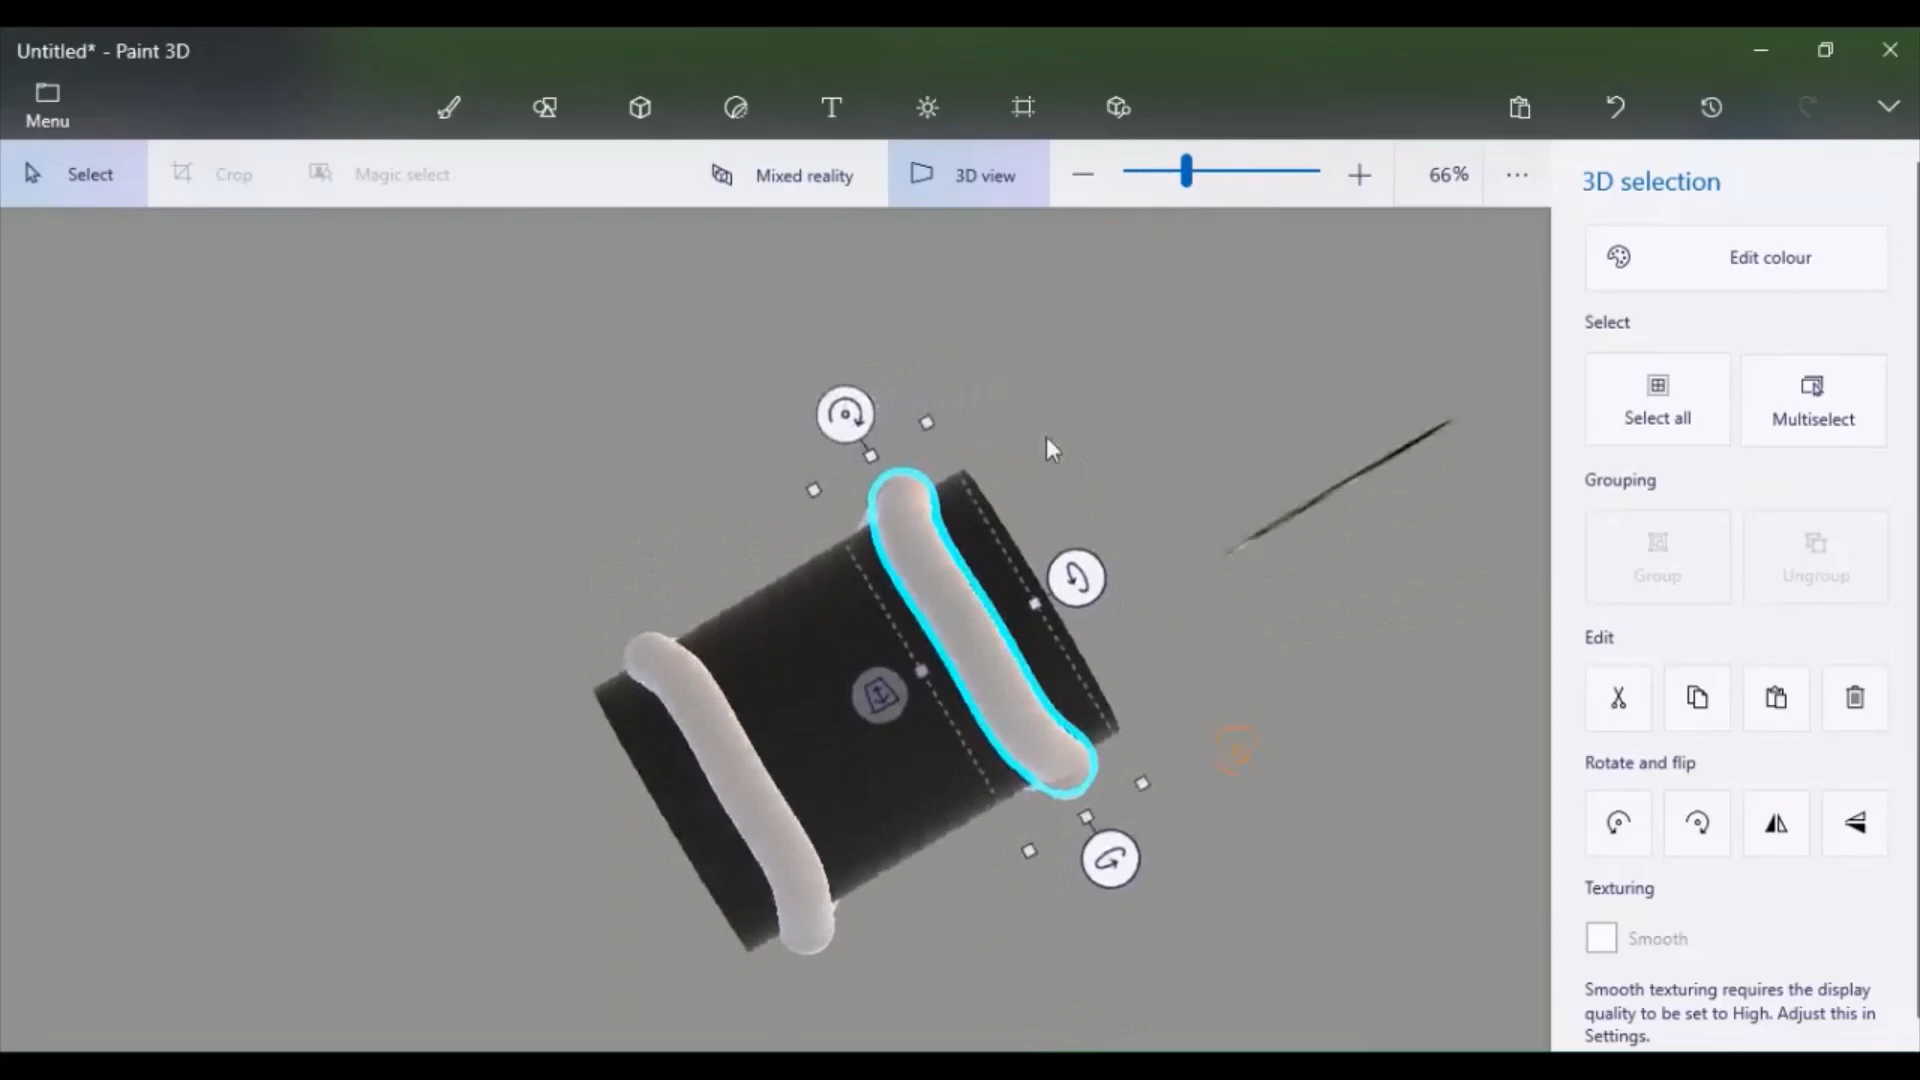 Untitled* - Paint 3D
Menu
Select
Crop
Magic select
Mixed reality
3D view
66%
3D selection
Edit colour
Select
Select all
Multiselect
Grouping
Group
Ungroup
Edit
Rotate and flip
Texturing
Smooth
Smooth texturing requires the display
quality to be set to High. Adjust this in
Settings.